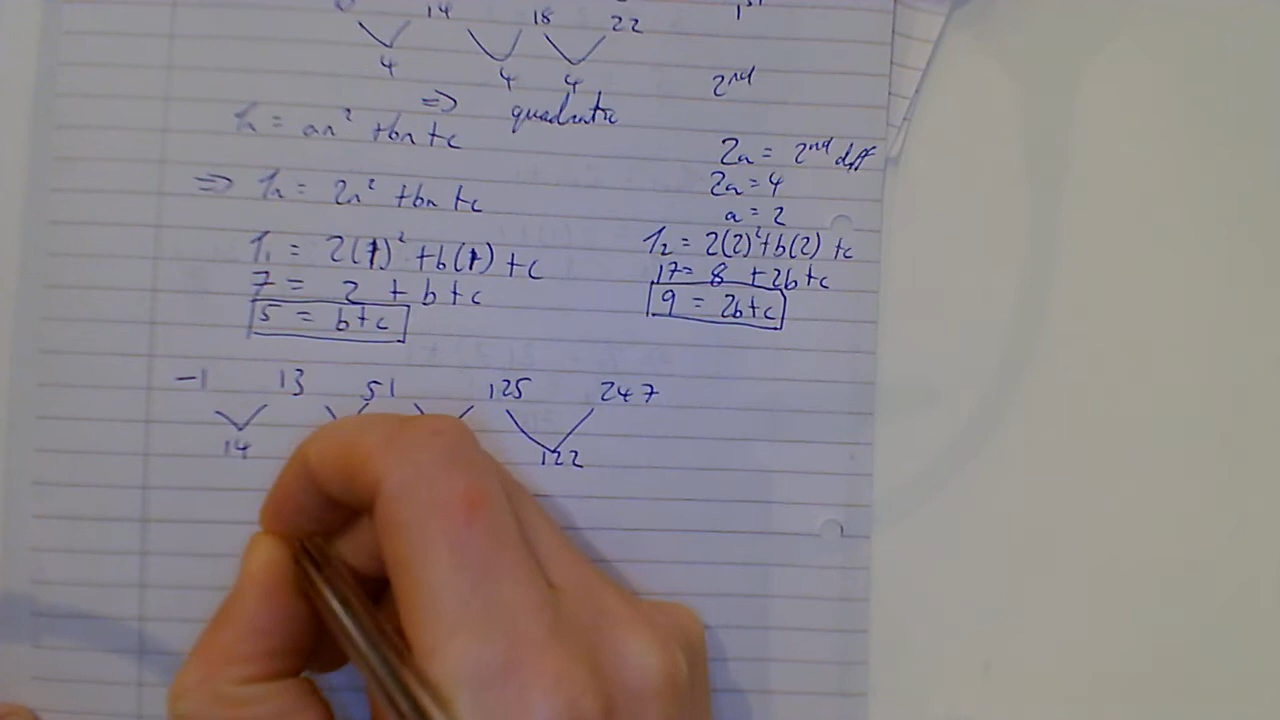 14 18 22 1st
4 4 4 2nd
=> quadratic
Tn = an² + bn + c
2a = 2nd diff
=> Tn = 2n² + bn + c
2a = 4
a = 2
T1 = 2(1)² + b(1) + c
T2 = 2(2)² + b(2) + c
7 = 2 + b + c
17 = 8 + 2b + c
5 = b + c
9 = 2b + c
-1 13 51 125 247
14 122